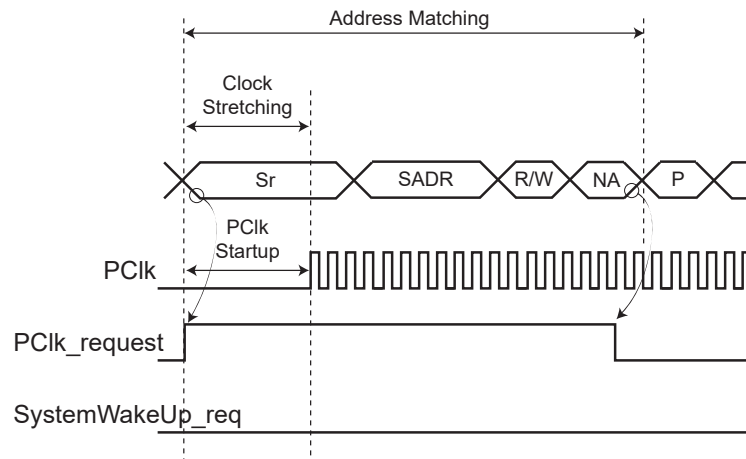 Address Matching
Clock
Stretching
Sr SADR R/W NA P
PClk
Startup
PClk
PClk_request
SystemWakeUp_req